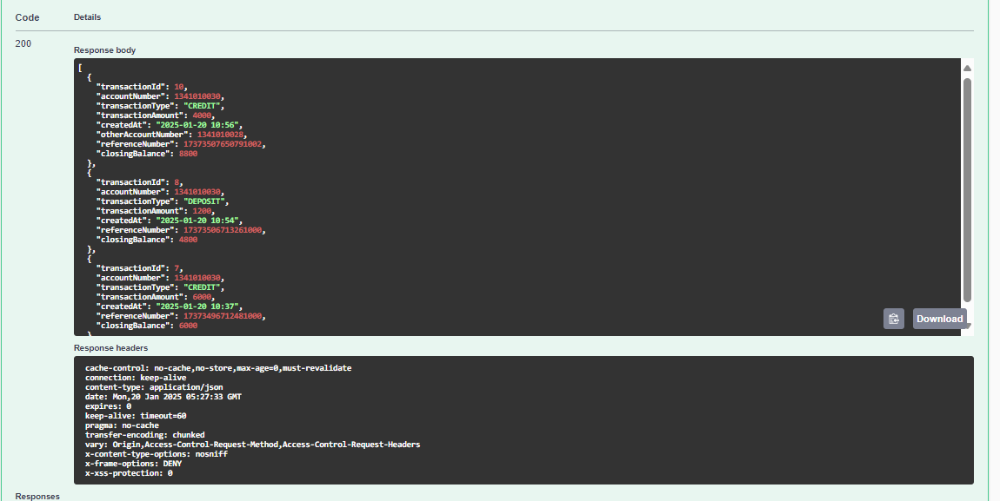 Code Details
200
Response body
[
  {
    "transactionId": 10,
    "accountNumber": 1341010030,
    "transactionType": "CREDIT",
    "transactionAmount": 4000,
    "createdAt": "2025-01-20 10:56",
    "otherAccountNumber": 1341010028,
    "referenceNumber": 17373507650791002,
    "closingBalance": 8800
  },
  {
    "transactionId": 8,
    "accountNumber": 1341010030,
    "transactionType": "DEPOSIT",
    "transactionAmount": 1200,
    "createdAt": "2025-01-20 10:54",
    "referenceNumber": 17373506713261000,
    "closingBalance": 4800
  },
  {
    "transactionId": 7,
    "accountNumber": 1341010030,
    "transactionType": "CREDIT",
    "transactionAmount": 6000,
    "createdAt": "2025-01-20 10:37",
    "referenceNumber": 17373496712481000,
    "closingBalance": 6000
  }
Download
Response headers
cache-control: no-cache,no-store,max-age=0,must-revalidate
connection: keep-alive
content-type: application/json
date: Mon,20 Jan 2025 05:27:33 GMT
expires: 0
keep-alive: timeout=60
pragma: no-cache
transfer-encoding: chunked
vary: Origin,Access-Control-Request-Method,Access-Control-Request-Headers
x-content-type-options: nosniff
x-frame-options: DENY
x-xss-protection: 0
Responses